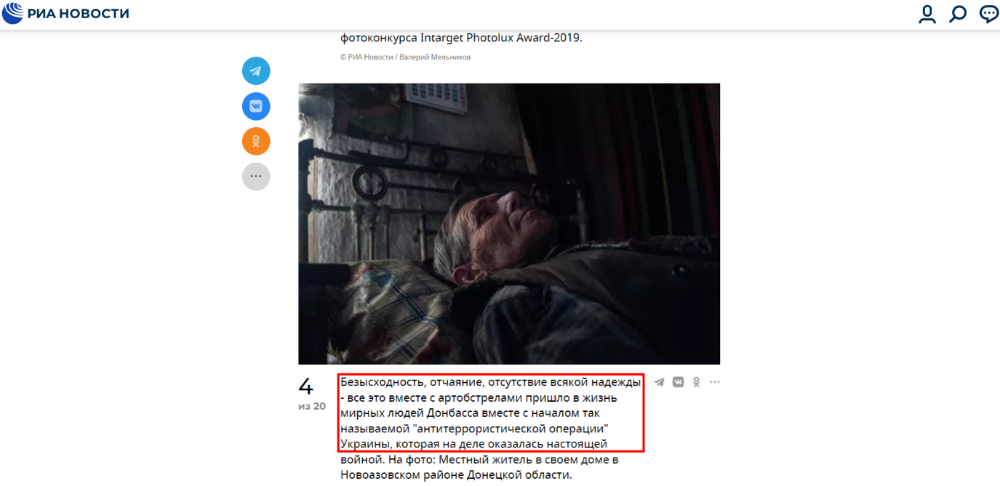 РИА НОВОСТИ
фотоконкурса Intarget Photolux Award-2019.
© РИА Новости / Валерий Мельников
4
из 20
Безысходность, отчаяние, отсутствие всякой надежды
- все это вместе с артобстрелами пришло в жизнь
мирных людей Донбасса вместе с началом так
называемой "антитеррористической операции"
Украины, которая на деле оказалась настоящей
войной. На фото: Местный житель в своем доме в
Новоазовском районе Донецкой области.